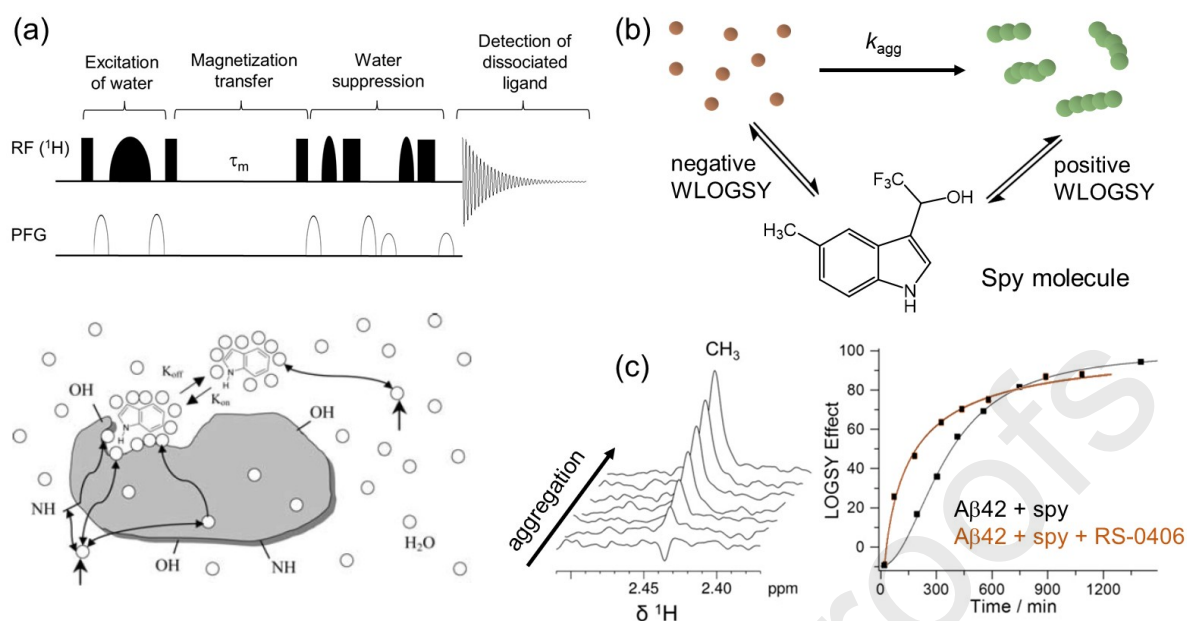 (a)
Excitation
of water
Magnetization
transfer
Water
suppression
Detection of
dissociated
ligand
RF (¹H)
τm
PFG
OH
Koff
Kon
N
H
N
H
OH
NH
OH
NH
H₂O
(b)
kagg
negative
WLOGSY
positive
WLOGSY
F₃C
OH
H₃C
N
H
Spy molecule
(c)
CH₃
aggregation
2.45
2.40
ppm
δ ¹H
LOGSY Effect
100
80
60
40
20
0
Aβ42 + spy
Aβ42 + spy + RS-0406
0
300
600
900
1200
Time / min
roofs